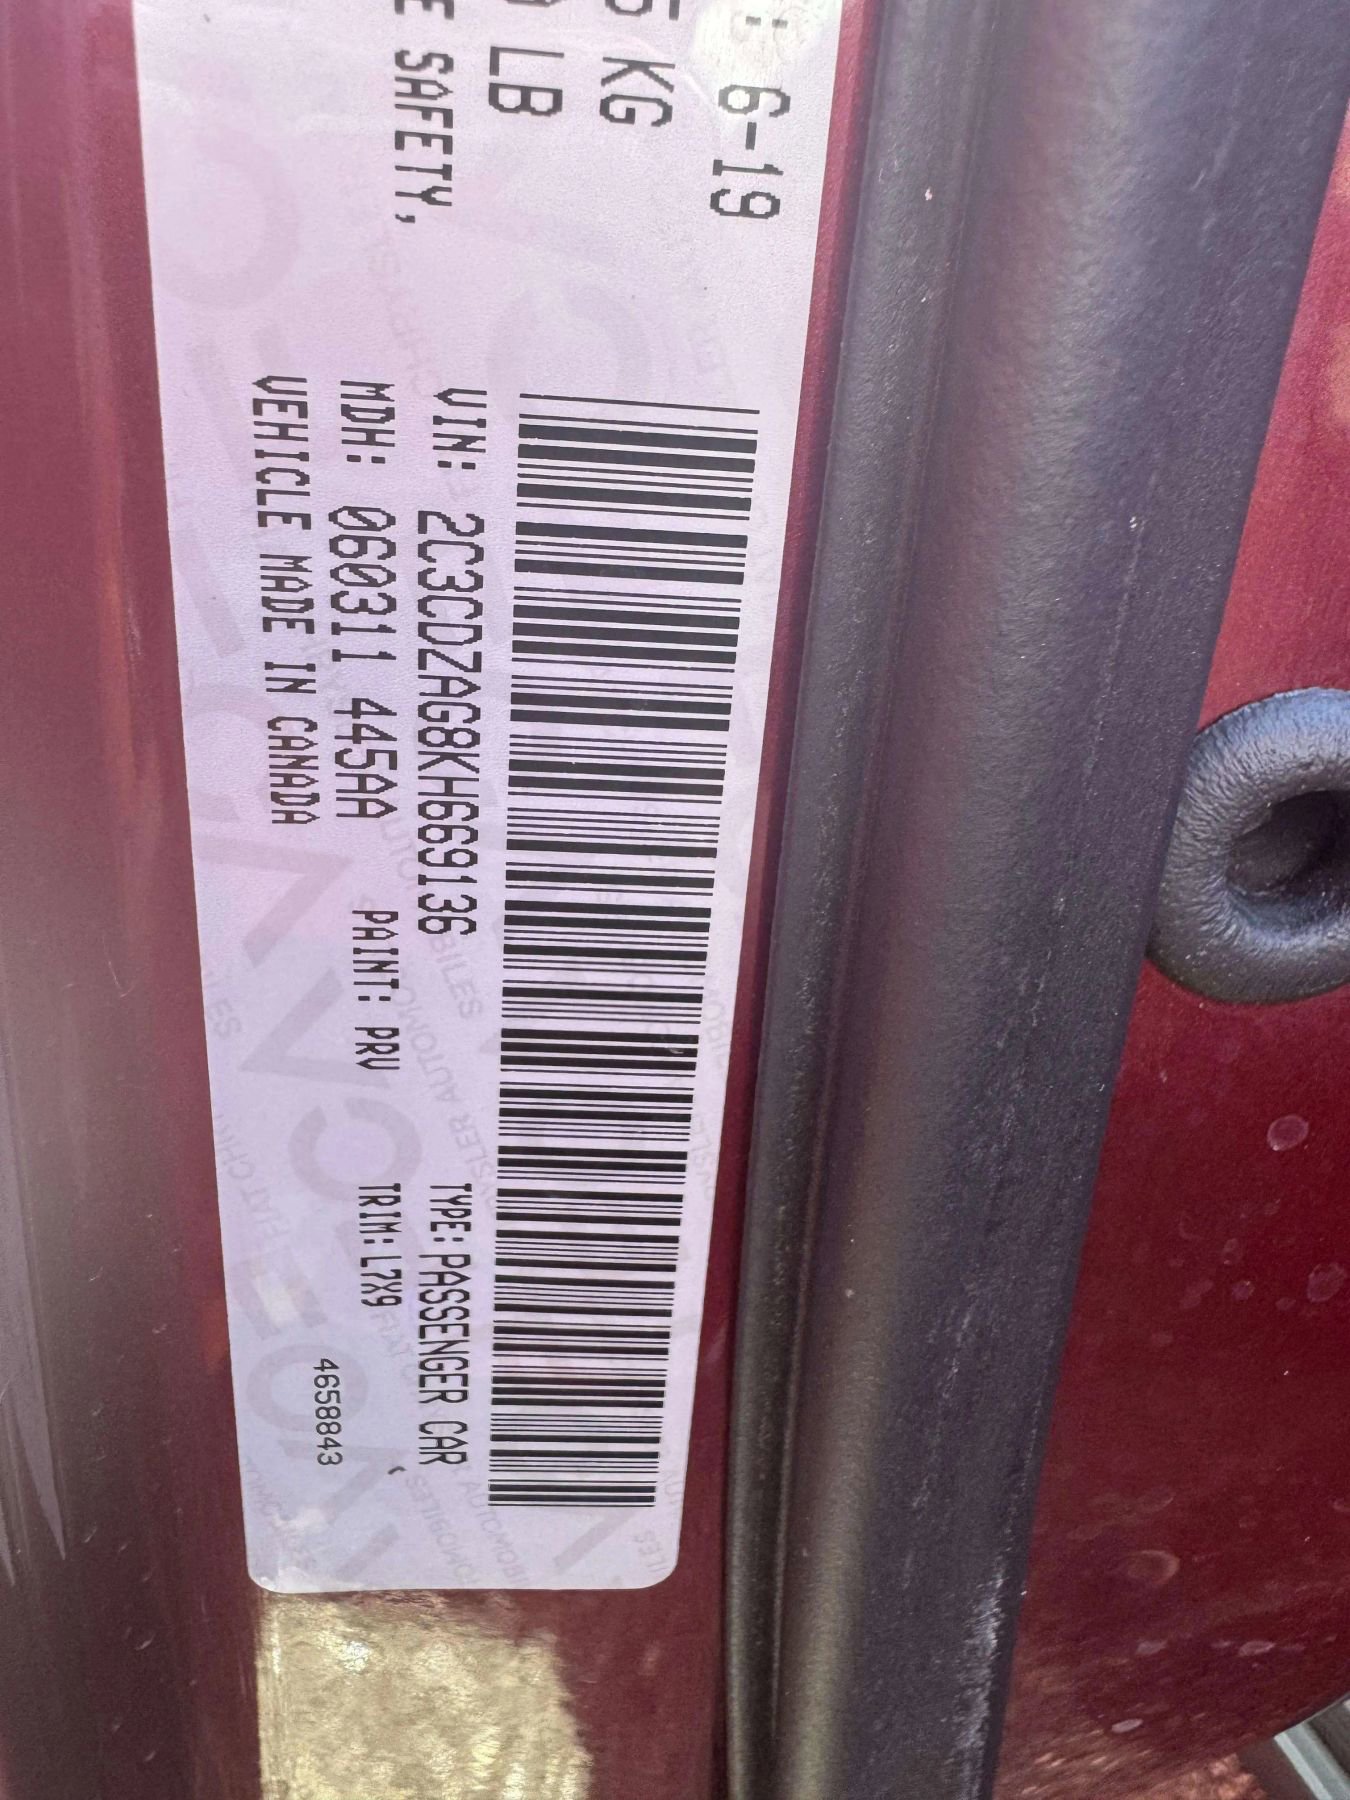 : 6-19
5 KG
LB
E SAFETY,
VIN: 2C3CDZAG8KH669136
TYPE: PASSENGER CAR
MDH: 060311 445AA
PAINT: PRV
TRIM: L7X9
VEHICLE MADE IN CANADA
4658843